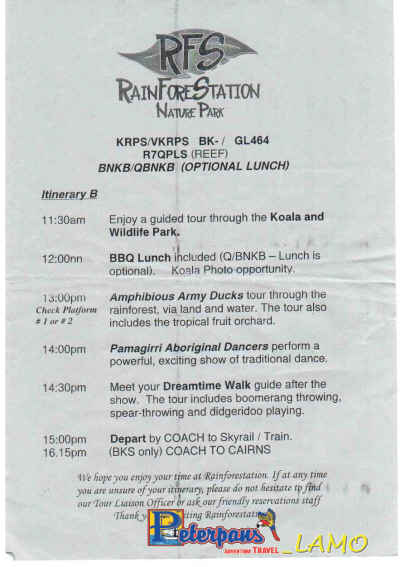 RFS
RAINFORESTATION
NATURE PARK
KRPS/VKRPS BK- / GL464
R7QPLS (REEF)
BNKB/QBNKB (OPTIONAL LUNCH)
Itinerary B
11:30am Enjoy a guided tour through the Koala and
Wildlife Park.
12:00nn BBQ Lunch included (Q/BNKB – Lunch is
optional). Koala Photo opportunity.
13:00pm Amphibious Army Ducks tour through the
Check Platform rainforest, via land and water. The tour also
# 1 or # 2 includes the tropical fruit orchard.
14:00pm Pamagirri Aboriginal Dancers perform a
powerful, exciting show of traditional dance.
14:30pm Meet your Dreamtime Walk guide after the
show. The tour includes boomerang throwing,
spear-throwing and didgeridoo playing.
15:00pm Depart by COACH to Skyrail / Train.
16.15pm (BKS only) COACH TO CAIRNS
We hope you enjoy your time at Rainforestation. If at any time
you are unsure of your itinerary, please do not hesitate to find
our Tour Liaison Officer or ask our friendly reservations staff
Thank
Rainforestation
Peterpans
ADVENTURE TRAVEL
_LAMO